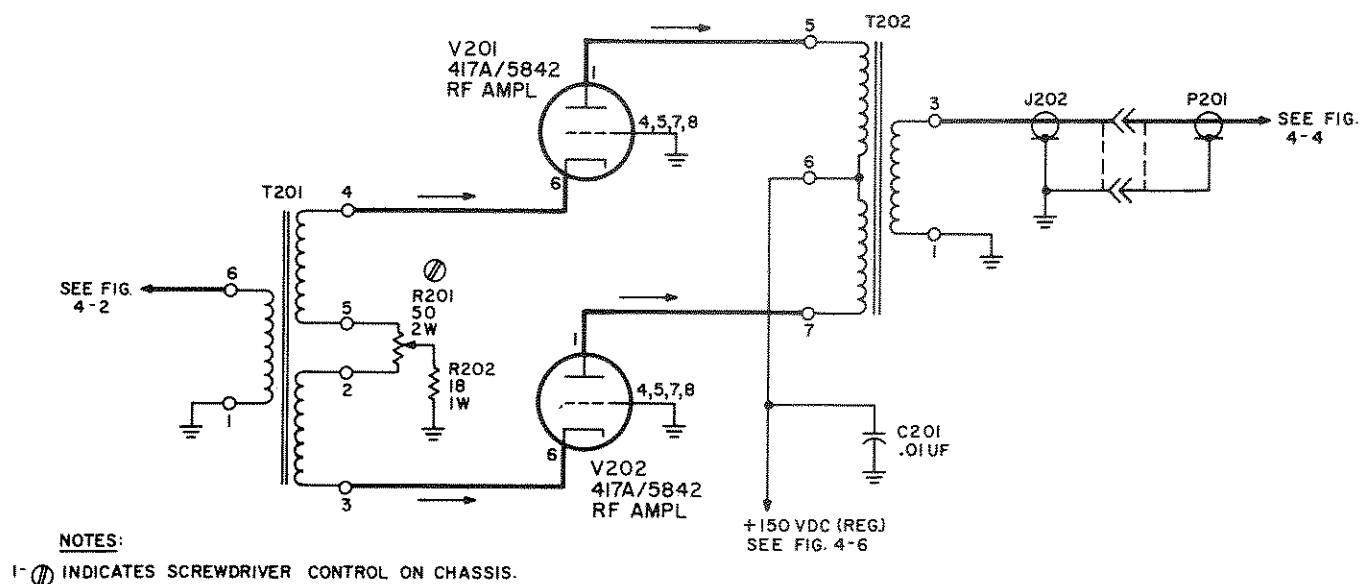 5
T202
V201
417A/5842
RF AMPL
1
4,5,7,8
6
3
J202
P201
SEE FIG.
4-4
6
1
T201
4
6
SEE FIG.
4-2
5
R201
50
2W
2
R202
18
1W
1
3
7
1
4,5,7,8
6
V202
417A/5842
RF AMPL
C201
.01UF
+150 VDC (REG)
SEE FIG. 4-6
NOTES:
1- INDICATES SCREWDRIVER CONTROL ON CHASSIS.